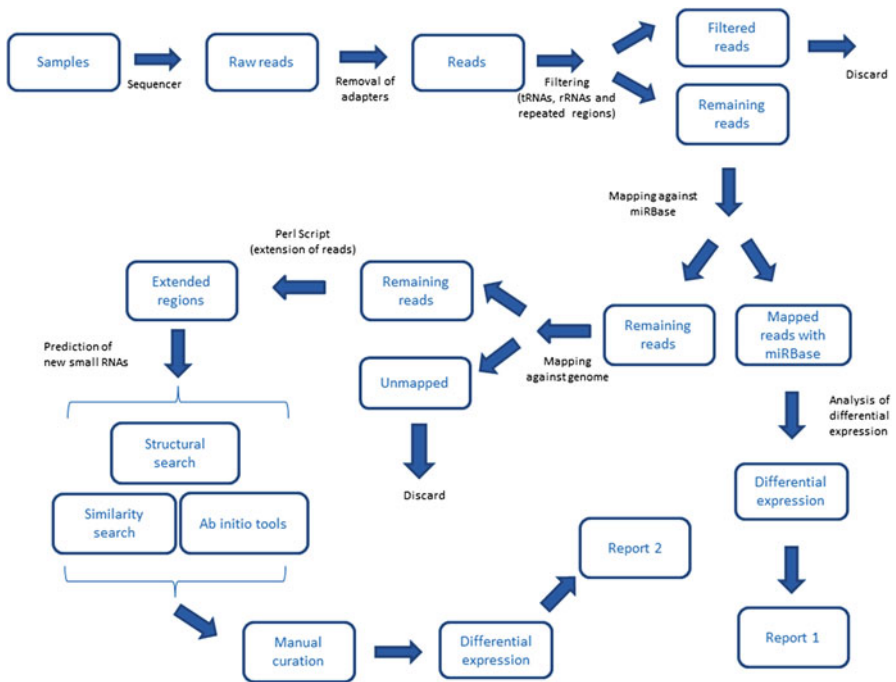 Samples
Sequencer
Raw reads
Removal of
adapters
Reads
Filtering
(tRNAs, rRNAs and
repeated regions)
Filtered
reads
Discard
Remaining
reads
Mapping against
miRBase
Perl Script
(extension of reads)
Extended
regions
Remaining
reads
Remaining
reads
Mapped
reads with
miRBase
Mapping
against genome
Prediction of
new small RNAs
Unmapped
Analysis of
differential
expression
Structural
search
Discard
Differential
expression
Similarity
search
Ab initio tools
Report 2
Report 1
Manual
curation
Differential
expression